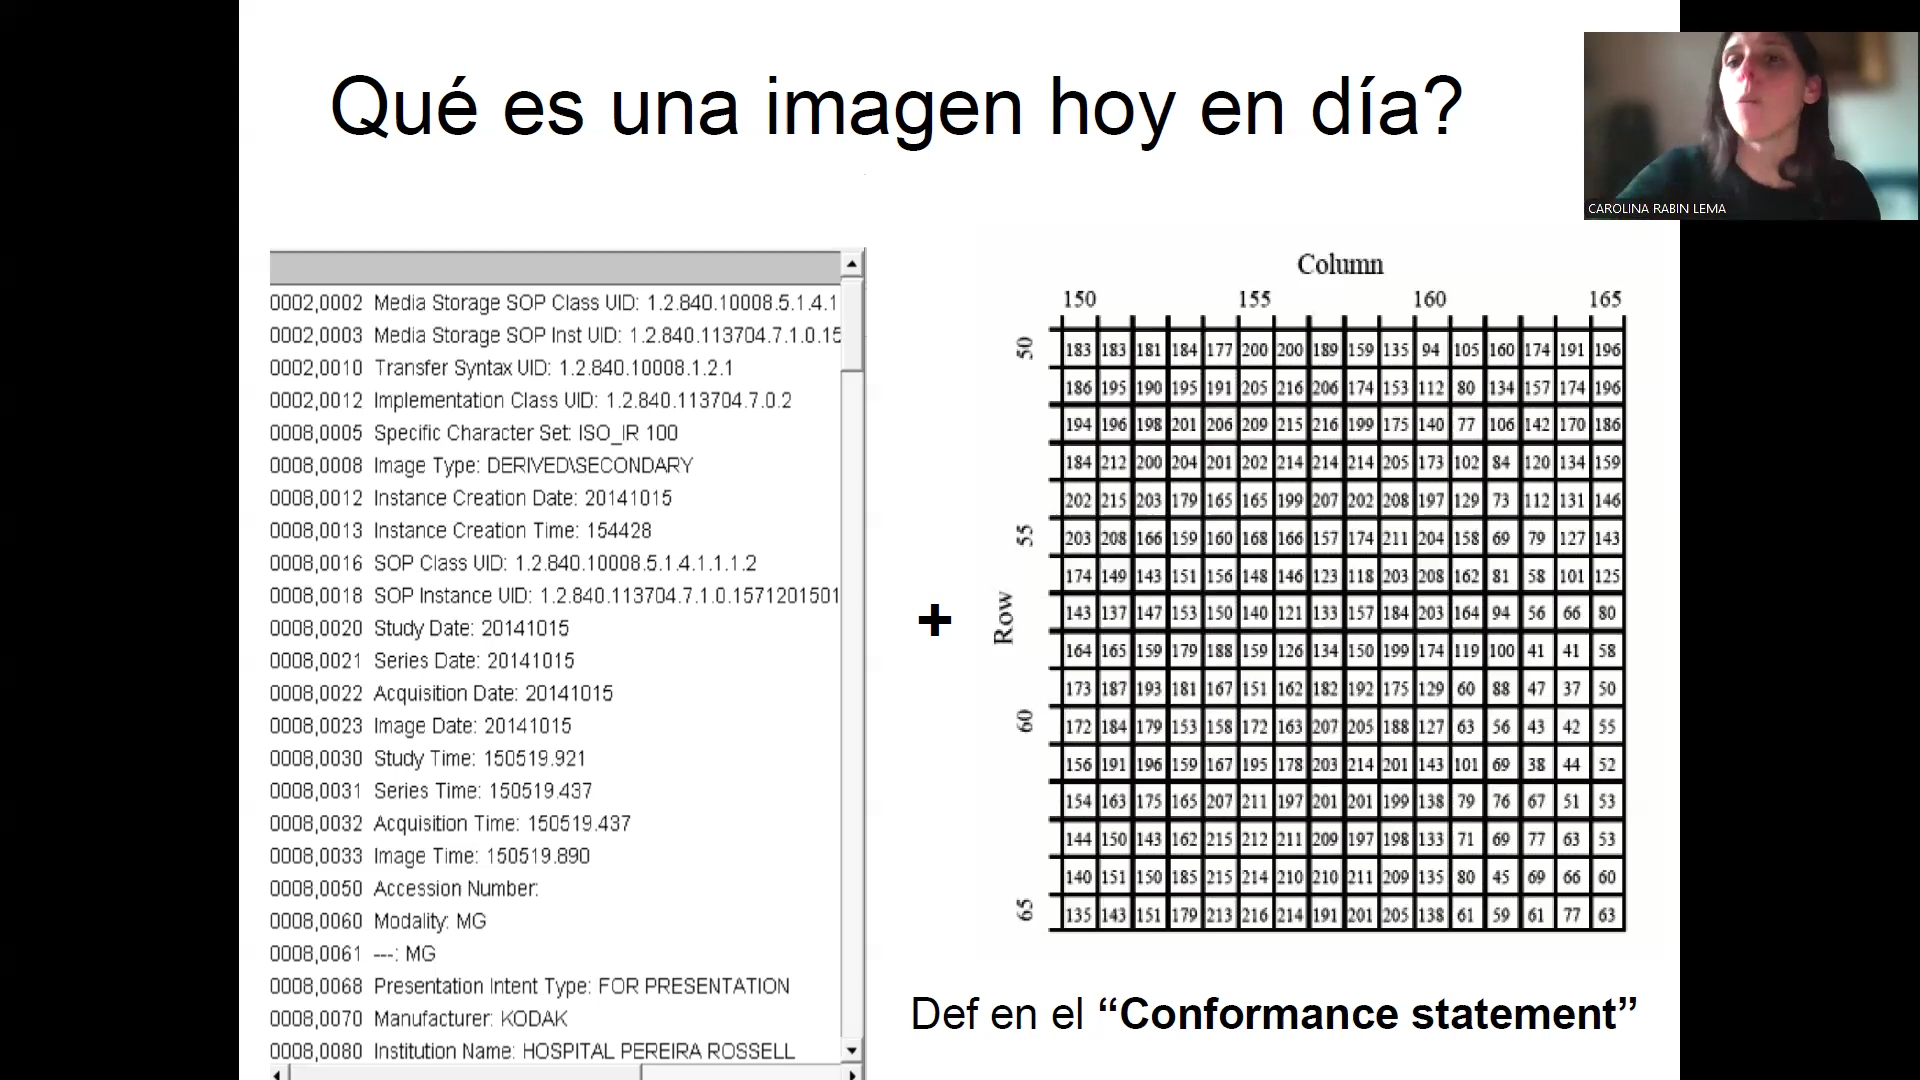 Qué es una imagen hoy en día?
CAROLINA RABIN LEMA
0002,0002 Media Storage SOP Class UID: 1.2.840.10008.5.1.4.1
0002,0003 Media Storage SOP Inst UID: 1.2.840.113704.7.1.0.15
0002,0010 Transfer Syntax UID: 1.2.840.10008.1.2.1
0002,0012 Implementation Class UID: 1.2.840.113704.7.0.2
0008,0005 Specific Character Set: ISO_IR 100
0008,0008 Image Type: DERIVED\SECONDARY
0008,0012 Instance Creation Date: 20141015
0008,0013 Instance Creation Time: 154428
0008,0016 SOP Class UID: 1.2.840.10008.5.1.4.1.1.1.2
0008,0018 SOP Instance UID: 1.2.840.113704.7.1.0.1571201501
0008,0020 Study Date: 20141015
0008,0021 Series Date: 20141015
0008,0022 Acquisition Date: 20141015
0008,0023 Image Date: 20141015
0008,0030 Study Time: 150519.921
0008,0031 Series Time: 150519.437
0008,0032 Acquisition Time: 150519.437
0008,0033 Image Time: 150519.890
0008,0050 Accession Number:
0008,0060 Modality: MG
0008,0061 ---: MG
0008,0068 Presentation Intent Type: FOR PRESENTATION
0008,0070 Manufacturer: KODAK
0008,0080 Institution Name: HOSPITAL PEREIRA ROSSELL
+
Column
150 155 160 165
Row
50
55
60
65
183 183 181 184 177 200 200 189 159 135 94 105 160 174 191 196
186 195 190 195 191 205 216 206 174 153 112 80 134 157 174 196
194 196 198 201 206 209 215 216 199 175 140 77 106 142 170 186
184 212 200 204 201 202 214 214 214 205 173 102 84 120 134 159
202 215 203 179 165 165 199 207 202 208 197 129 73 112 131 146
203 208 166 159 160 168 166 157 174 211 204 158 69 79 127 143
174 149 143 151 156 148 146 123 118 203 208 162 81 58 101 125
143 137 147 153 150 140 121 133 157 184 203 164 94 56 66 80
164 165 159 179 188 159 126 134 150 199 174 119 100 41 41 58
173 187 193 181 167 151 162 182 192 175 129 60 88 47 37 50
172 184 179 153 158 172 163 207 205 188 127 63 56 43 42 55
156 191 196 159 167 195 178 203 214 201 143 101 69 38 44 52
154 163 175 165 207 211 197 201 201 199 138 79 76 67 51 53
144 150 143 162 215 212 211 209 197 198 133 71 69 77 63 53
140 151 150 185 215 214 210 210 211 209 135 80 45 69 66 60
135 143 151 179 213 216 214 191 201 205 138 61 59 61 77 63
Def en el “Conformance statement”